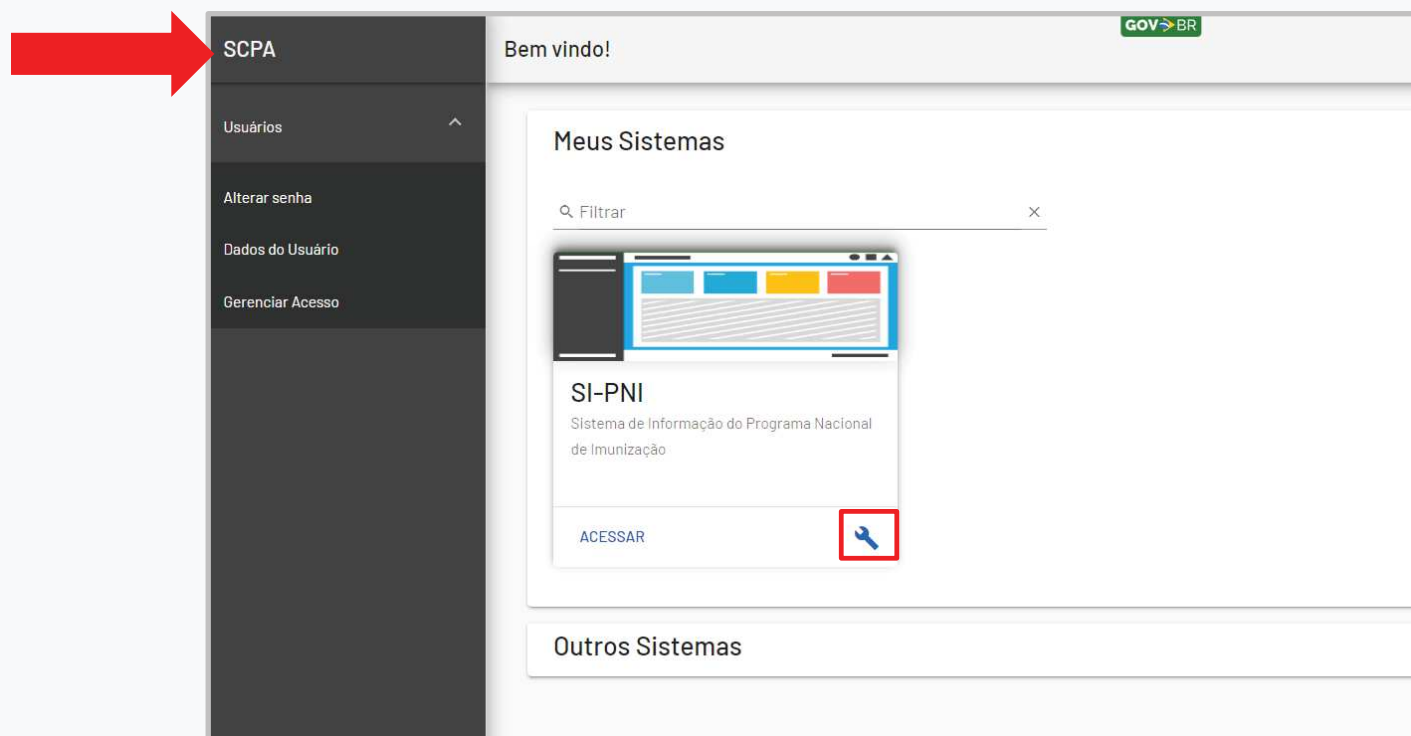 GOV BR
SCPA
Bem vindo!
Usuários
Alterar senha
Dados do Usuário
Gerenciar Acesso
Meus Sistemas
Filtrar
SI-PNI
Sistema de Informação do Programa Nacional
de Imunização
ACESSAR
Outros Sistemas